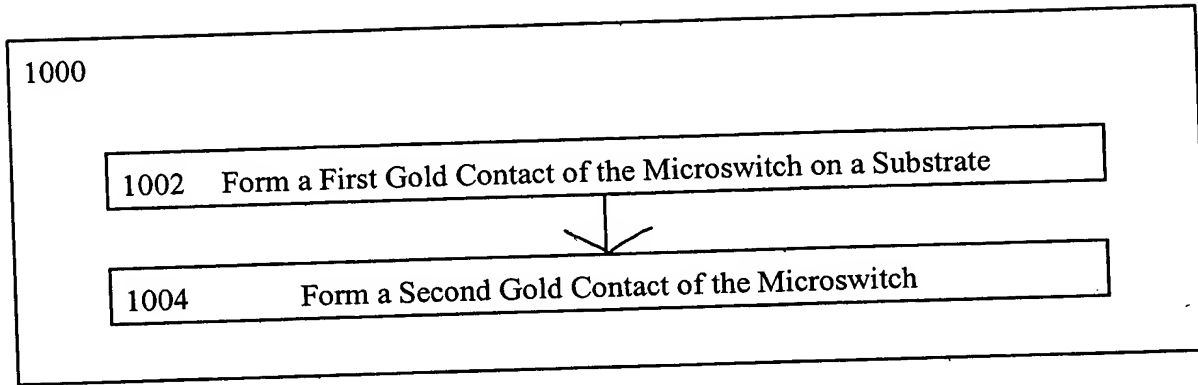 1000
1002 Form a First Gold Contact of the Microswitch on a Substrate
1004 Form a Second Gold Contact of the Microswitch